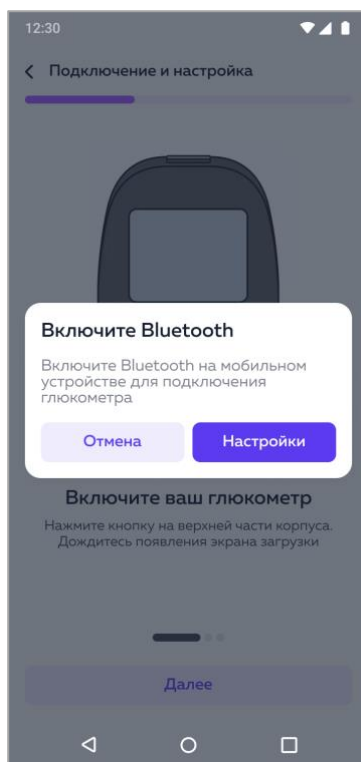 12:30
Подключение и настройка
Включите Bluetooth
Включите Bluetooth на мобильном
устройстве для подключения
глюкометра
Отмена
Настройки
Включите ваш глюкометр
Нажмите кнопку на верхней части корпуса.
Дождитесь появления экрана загрузки
Далее